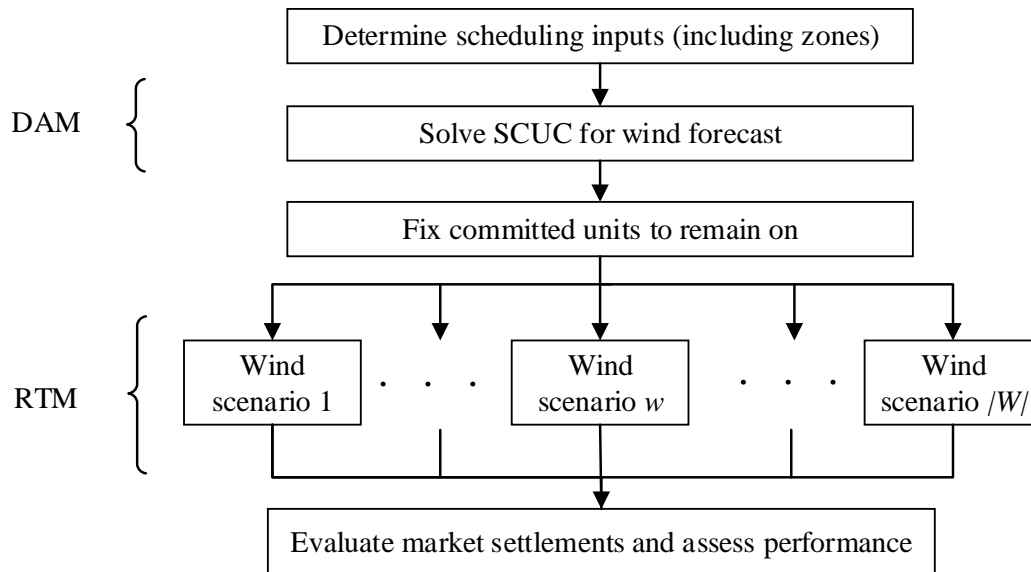 Determine scheduling inputs (including zones)
DAM
Solve SCUC for wind forecast
Fix committed units to remain on
RTM
Wind
scenario 1
. . .
Wind
scenario w
. . .
Wind
scenario |W|
Evaluate market settlements and assess performance